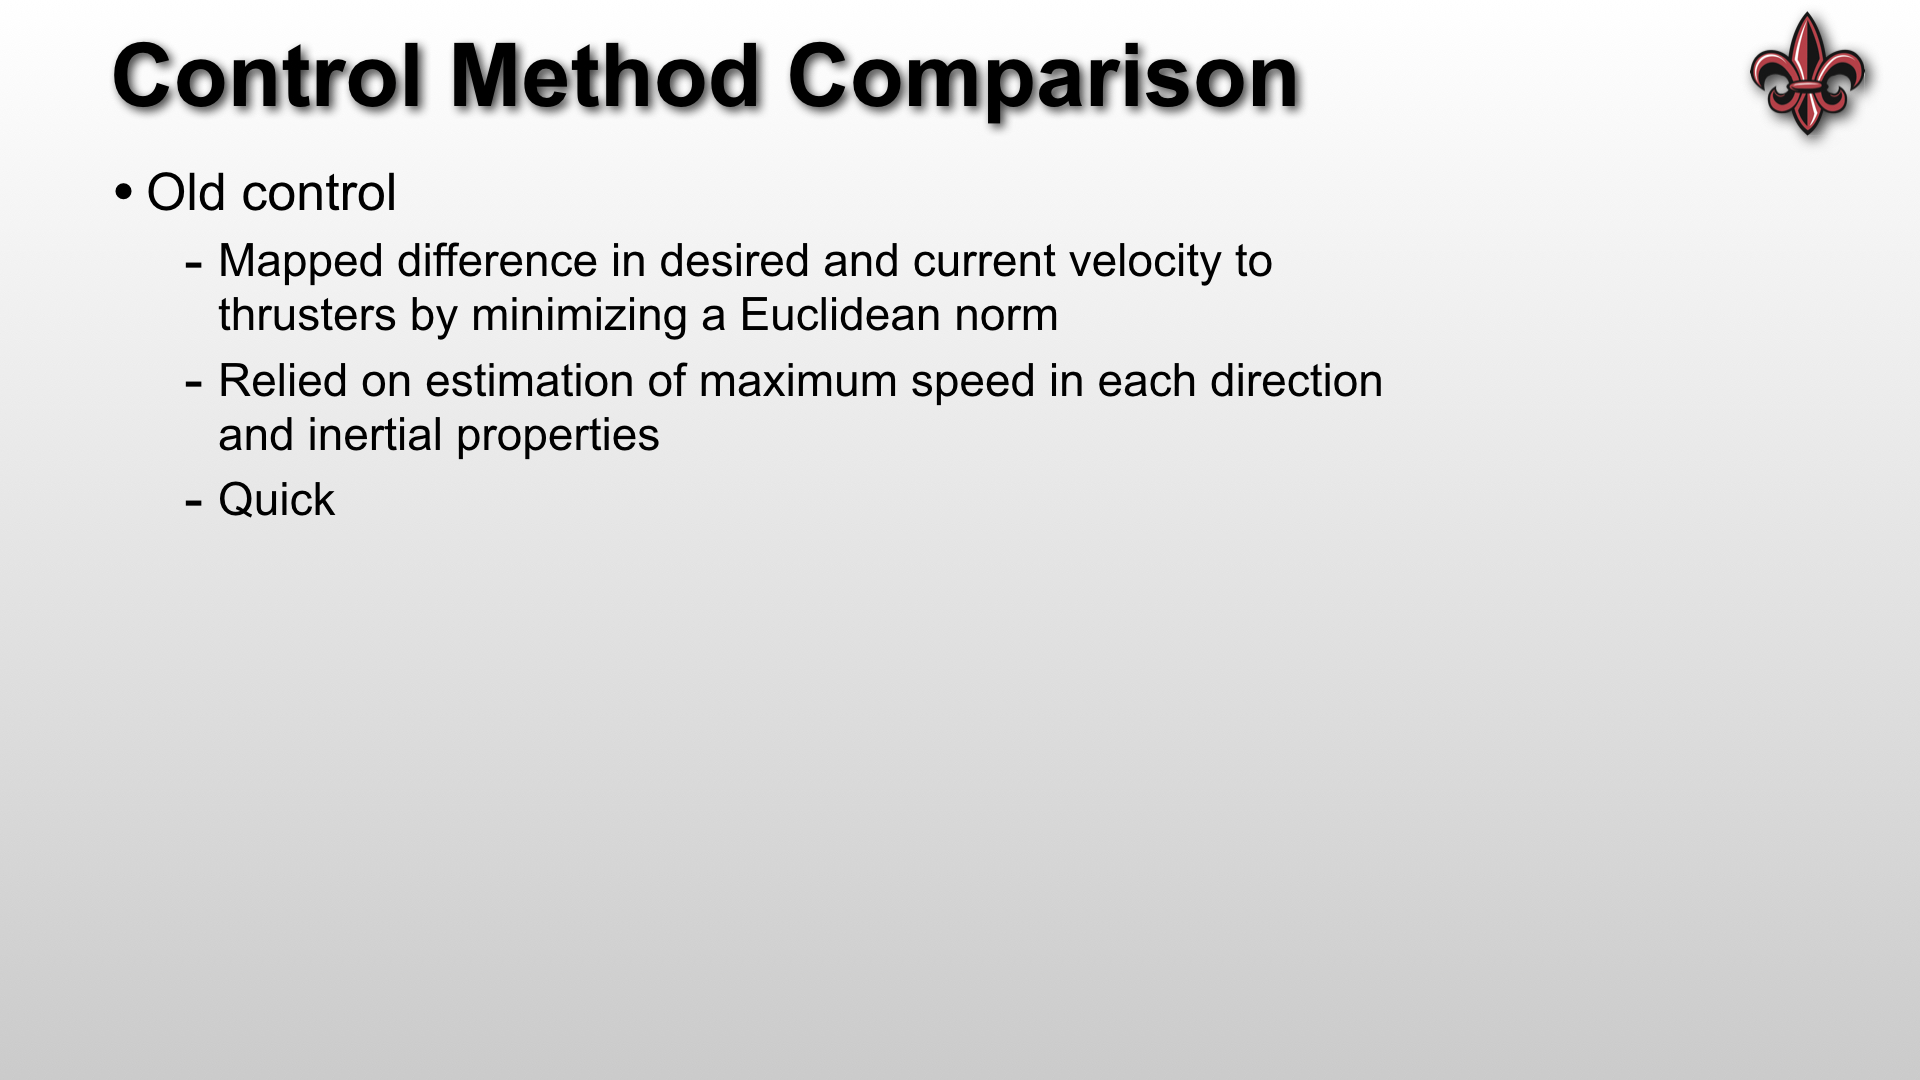 Control Method Comparison
• Old control
- Mapped difference in desired and current velocity to
thrusters by minimizing a Euclidean norm
- Relied on estimation of maximum speed in each direction
and inertial properties
- Quick